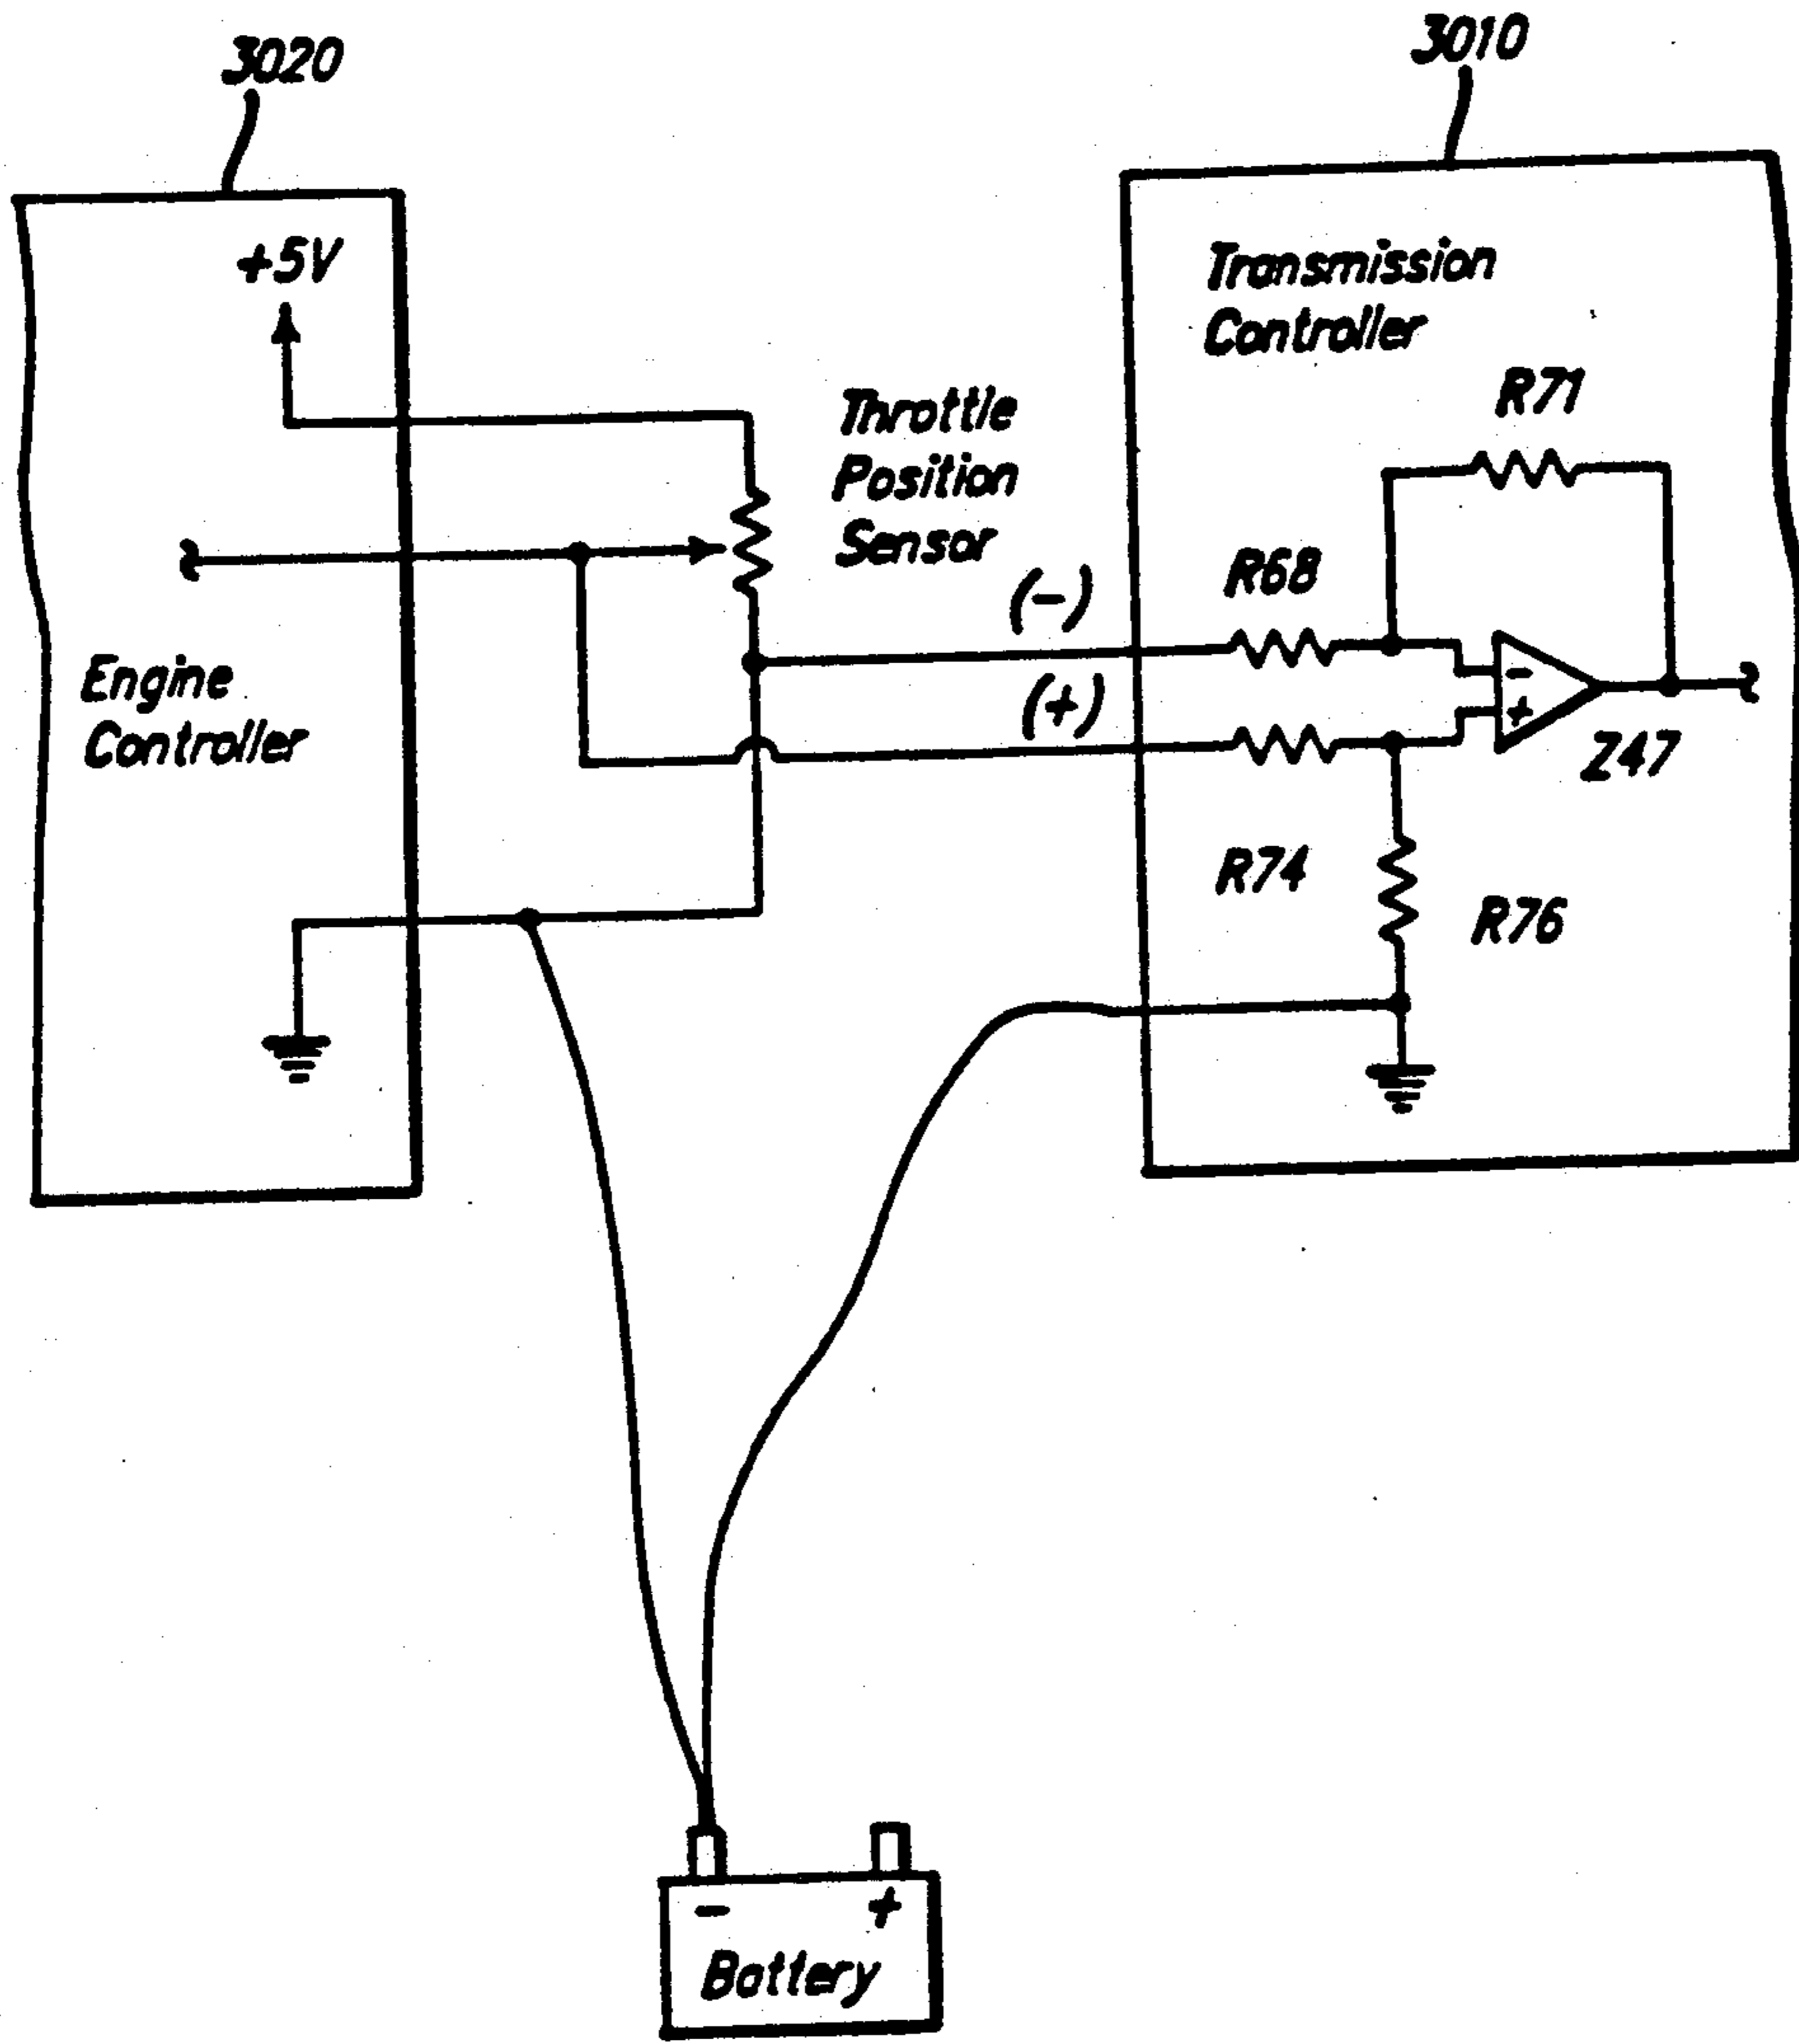 3020
3010
+5V
Transmission
Controller
R71
Throttle
Position
Sensor
R68
(-)
-
(+)
+
Engine
Controller
Z47
R74
R76
- +
Battery